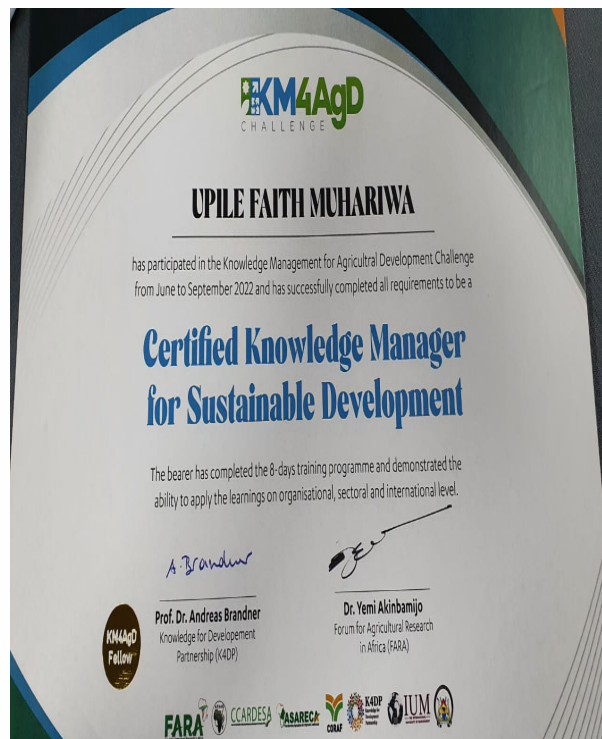 KM4AgD
CHALLENGE
UPILE FAITH MUHARIWA
has participated in the Knowledge Management for Agricultral Development Challenge
from June to September 2022 and has successfully completed all requirements to be a
Certified Knowledge Manager
for Sustainable Development
The bearer has completed the 8-days training programme and demonstrated the
ability to apply the learnings on organisational, sectoral and international level.
A. Brandner
Prof. Dr. Andreas Brandner
Knowledge for Developement
Partnership (K4DP)
Dr. Yemi Akinbamijo
Forum for Agricultural Research
in Africa (FARA)
KM4AgD
Fellow
FARA
CCARDESA
ASARECA
CORAF
K4DP
Knowledge for
Development
Partnership
IUM